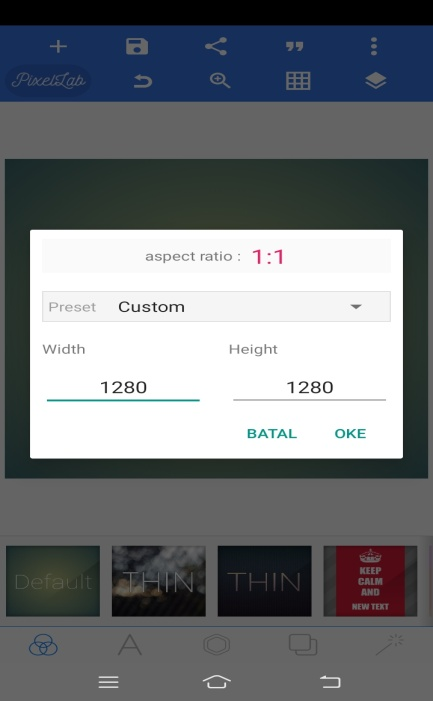 PixelLab
aspect ratio : 1:1
Preset Custom
Width Height
1280 1280
BATAL OKE
Default THIN THIN KEEP
CALM
AND
NEW TEXT